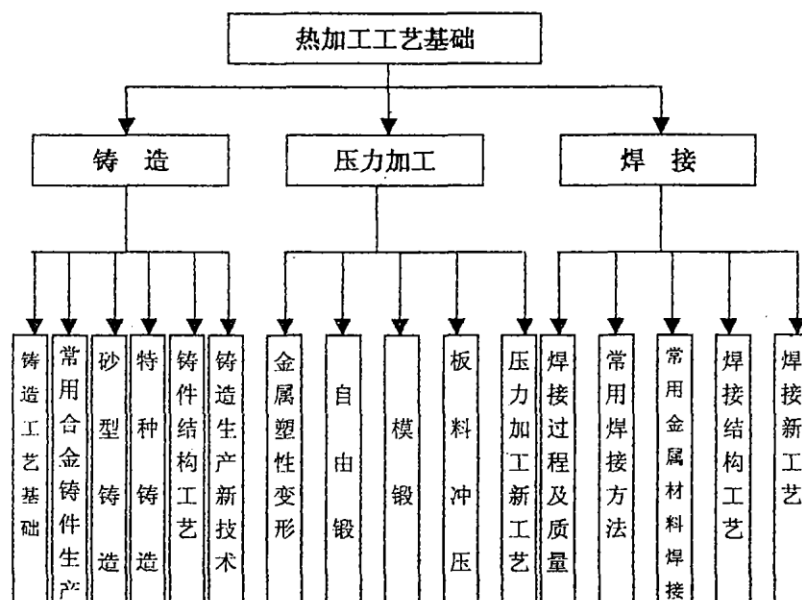 热加工工艺基础
铸 造
压力加工
焊 接
铸造工艺基础
常用合金铸件生产
砂型铸造
特种铸造
铸件结构工艺
铸造生产新技术
金属塑性变形
自由锻
模锻
板料冲压
压力加工新工艺
焊接过程及质量
常用焊接方法
常用金属材料焊接
焊接结构工艺
焊接新工艺